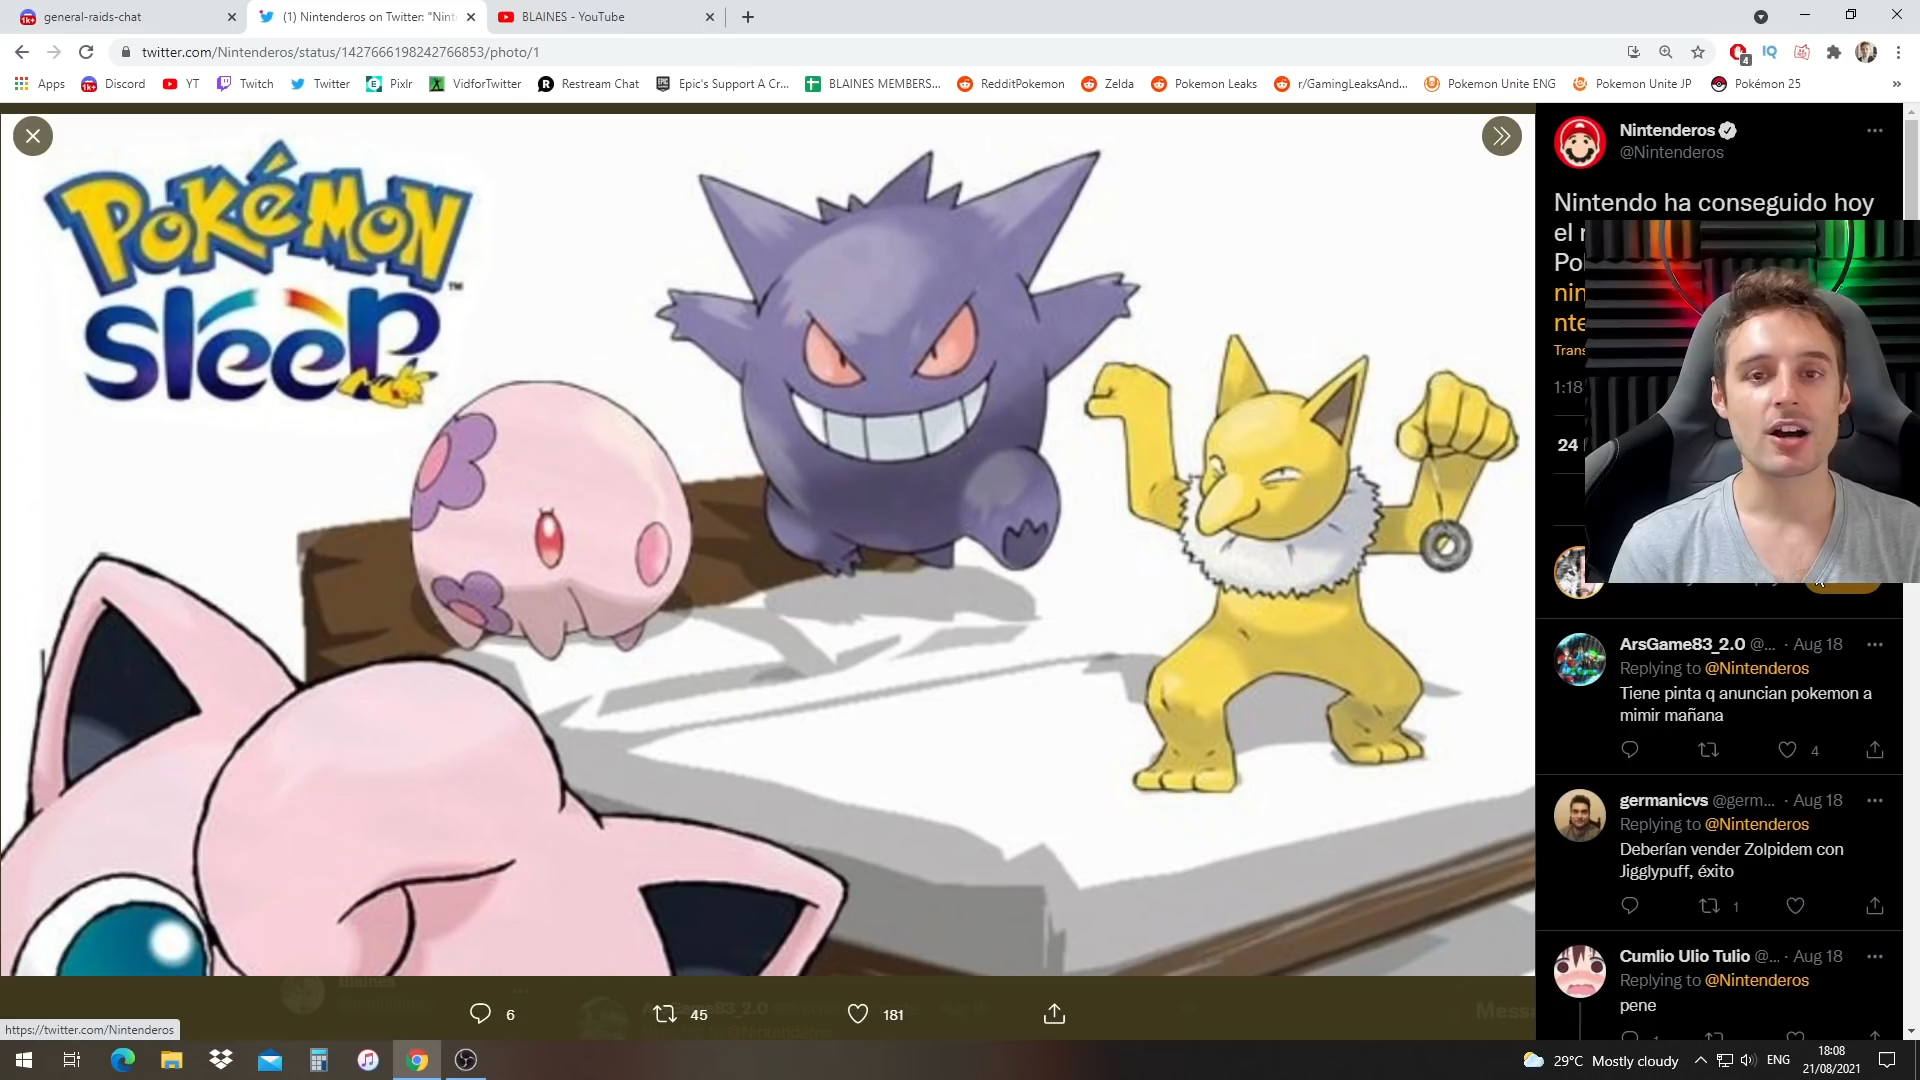 general-raids-chat
(1) Nintenderos on Twitter: "Nint
BLAINES - YouTube
twitter.com/Nintenderos/status/1427666198242766853/photo/1
Apps
Discord
YT
Twitch
Twitter
Pixlr
VidforTwitter
Restream Chat
Epic's Support A Cr...
BLAINES MEMBERS...
RedditPokemon
Zelda
Pokemon Leaks
r/GamingLeaksAnd...
Pokemon Unite ENG
Pokemon Unite JP
Pokémon 25
POKéMON
sleep
TM
Nintenderos
@Nintenderos
Nintendo ha conseguido hoy
el
1:18
24
ArsGame83_2.0 @... · Aug 18
Replying to @Nintenderos
Tiene pinta q anuncian pokemon a
mimir mañana
4
germanicvs @germ... · Aug 18
Replying to @Nintenderos
Deberían vender Zolpidem con
Jigglypuff, éxito
1
Cumlio Ulio Tulio @... · Aug 18
Replying to @Nintenderos
pene
6
45
181
https://twitter.com/Nintenderos
29°C Mostly cloudy
ENG
18:08
21/08/2021